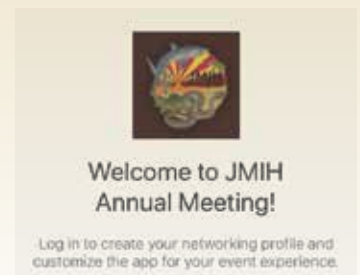 Welcome to JMIH
Annual Meeting!
Log in to create your networking profile and
customize the app for your event experience.